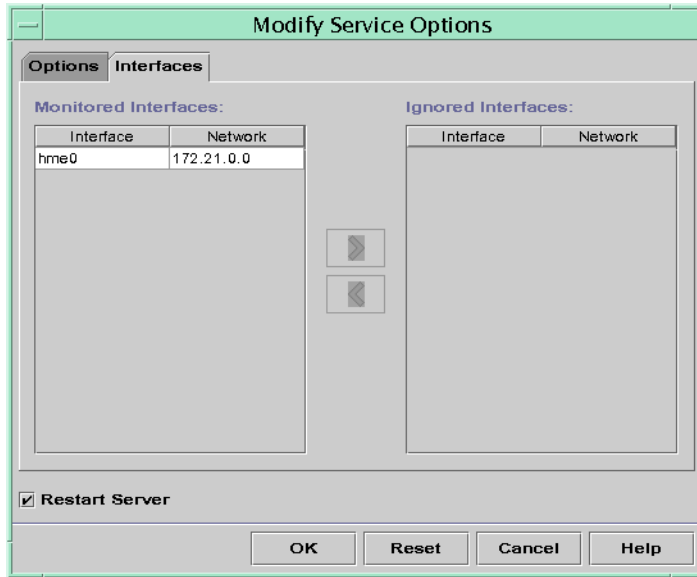 Modify Service Options
Options Interfaces
Monitored Interfaces: Ignored Interfaces:
Interface Network Interface Network
hme0 172.21.0.0
Restart Server
OK Reset Cancel Help